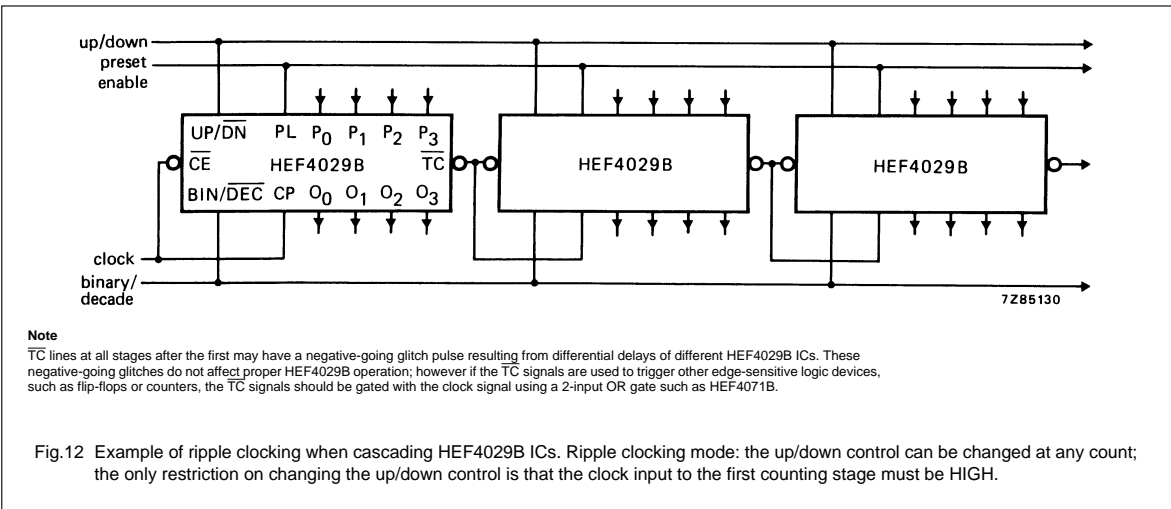 up/down
preset
enable
UP/DN PL P0 P1 P2 P3
CE HEF4029B TC
BIN/DEC CP O0 O1 O2 O3
HEF4029B
HEF4029B
clock
binary/
decade
7Z85130
Note
TC lines at all stages after the first may have a negative-going glitch pulse resulting from differential delays of different HEF4029B ICs. These
negative-going glitches do not affect proper HEF4029B operation; however if the TC signals are used to trigger other edge-sensitive logic devices,
such as flip-flops or counters, the TC signals should be gated with the clock signal using a 2-input OR gate such as HEF4071B.
Fig.12 Example of ripple clocking when cascading HEF4029B ICs. Ripple clocking mode: the up/down control can be changed at any count;
the only restriction on changing the up/down control is that the clock input to the first counting stage must be HIGH.